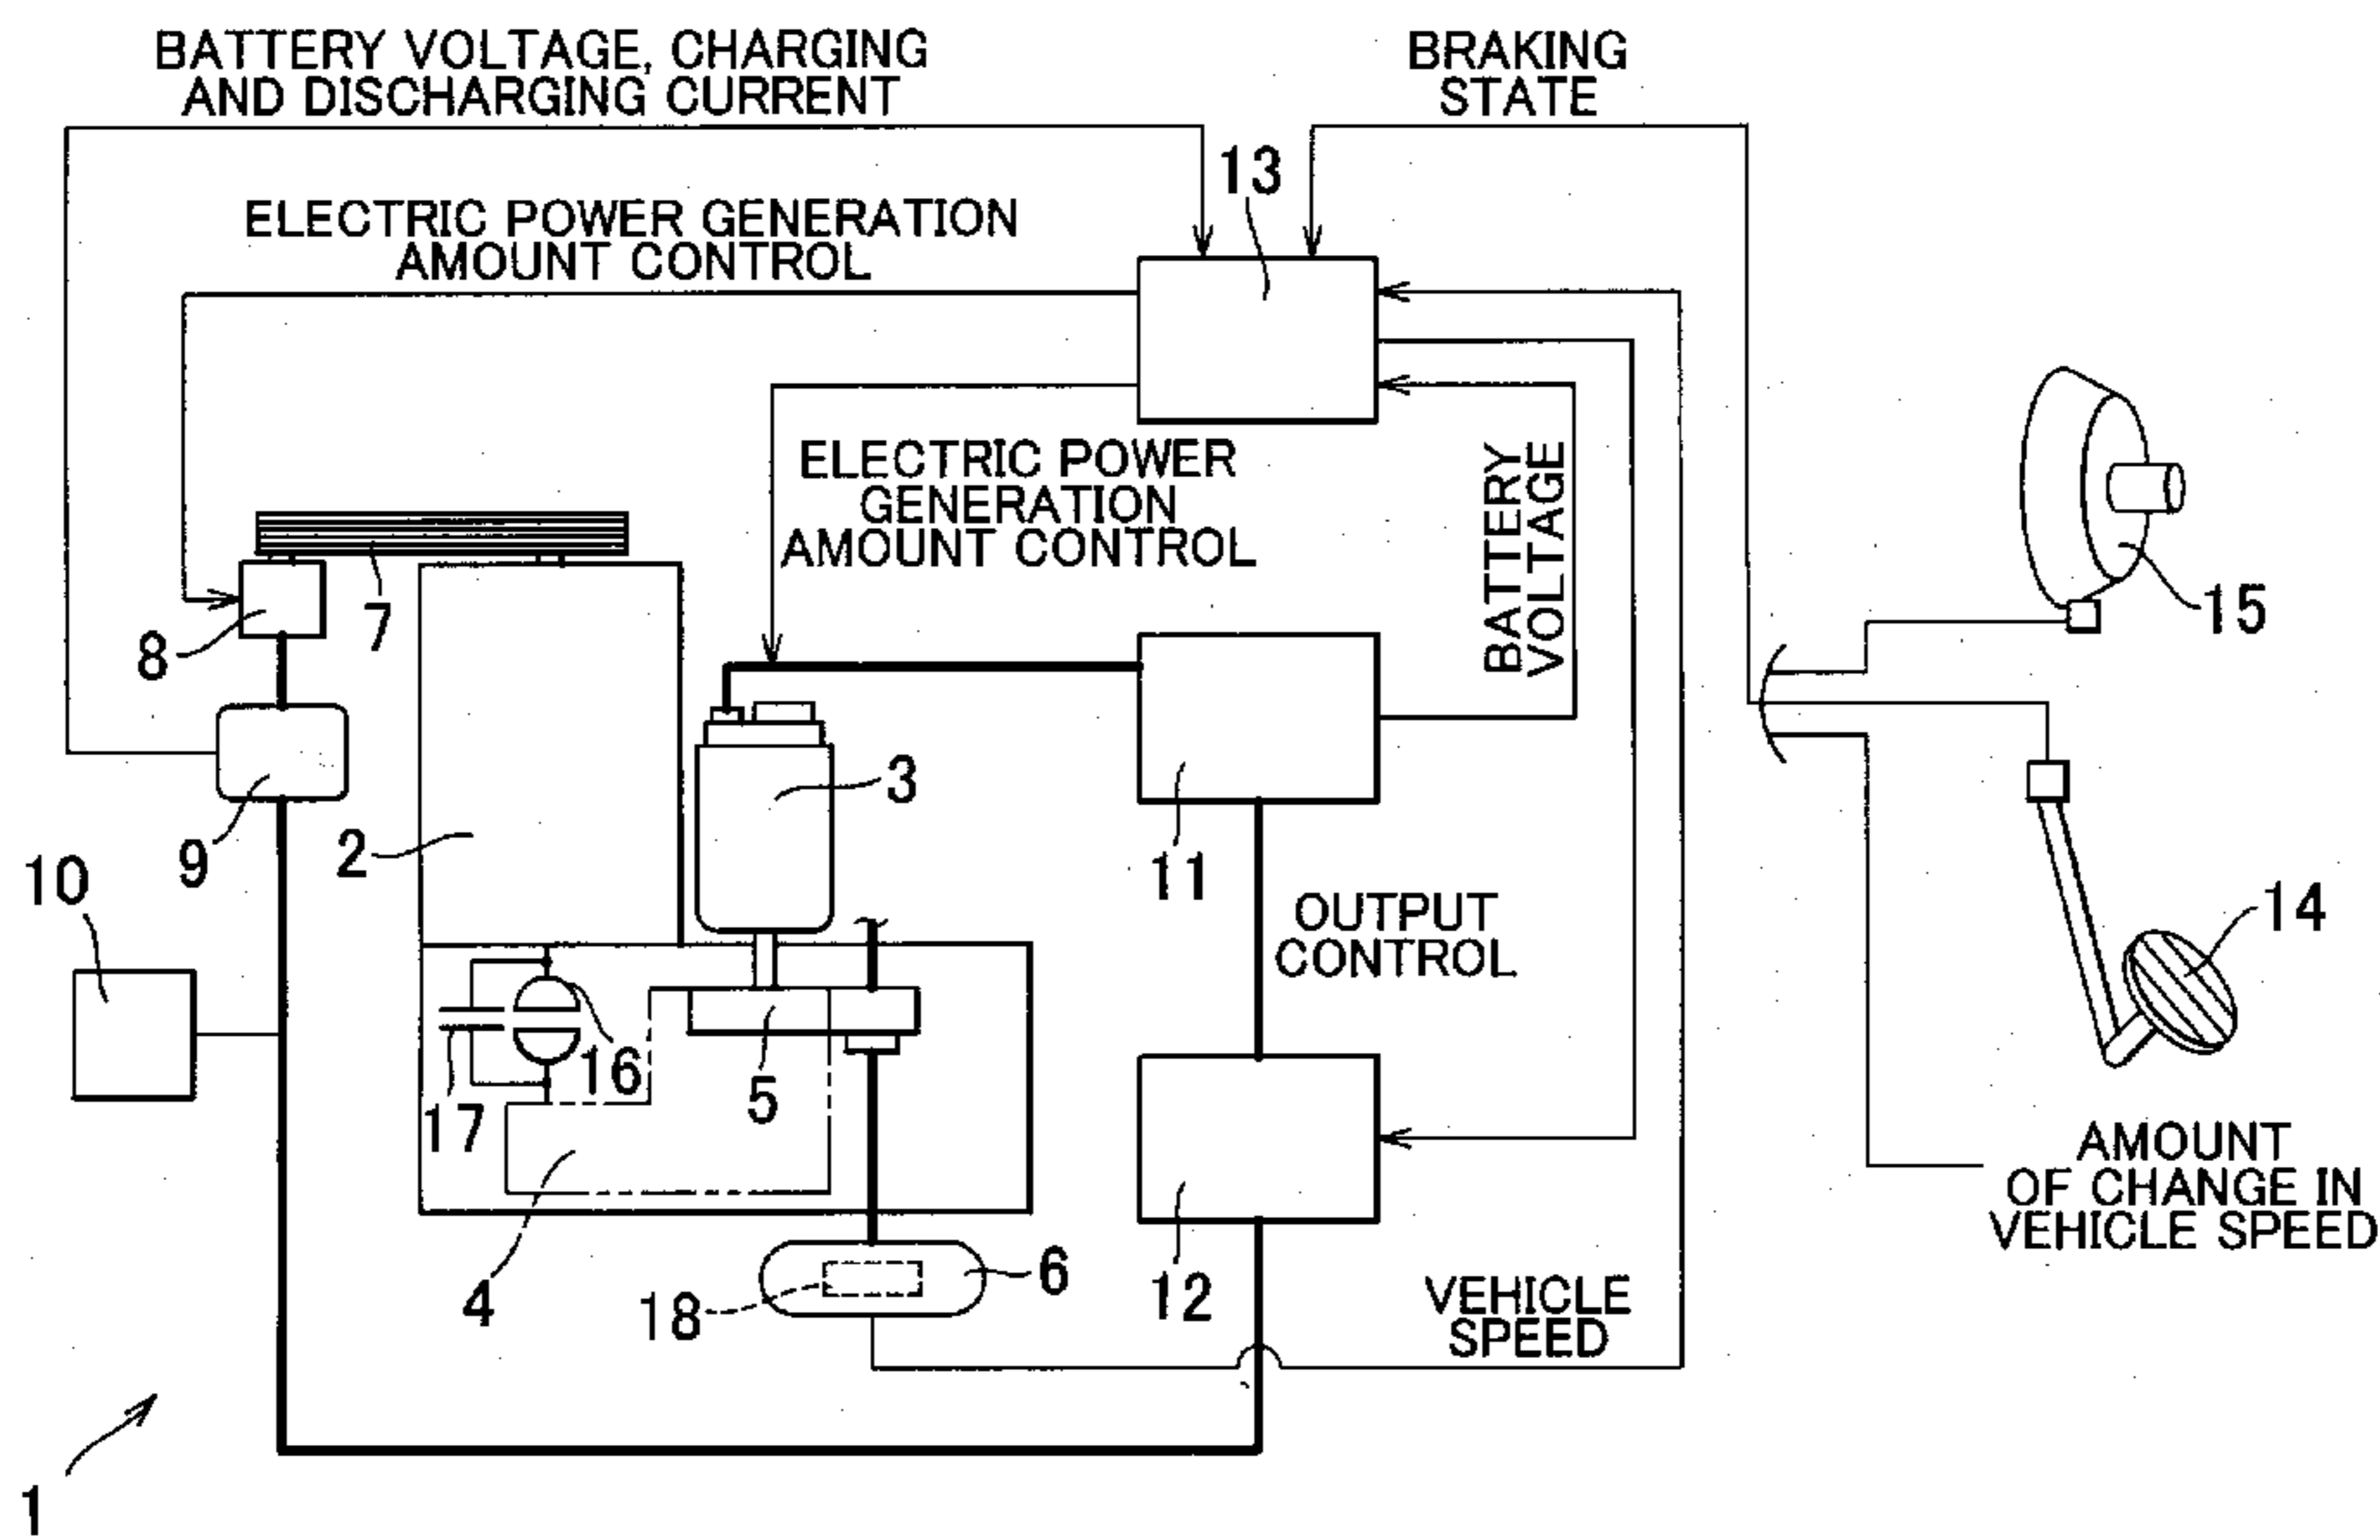 BATTERY VOLTAGE, CHARGING
AND DISCHARGING CURRENT
BRAKING
STATE
13
ELECTRIC POWER GENERATION
AMOUNT CONTROL
ELECTRIC POWER
GENERATION
AMOUNT CONTROL
BATTERY
VOLTAGE
15
7
8
3
9
2
11
10
OUTPUT
CONTROL
14
16
5
17
AMOUNT
OF CHANGE IN
VEHICLE SPEED
4
18
6
12
VEHICLE
SPEED
1